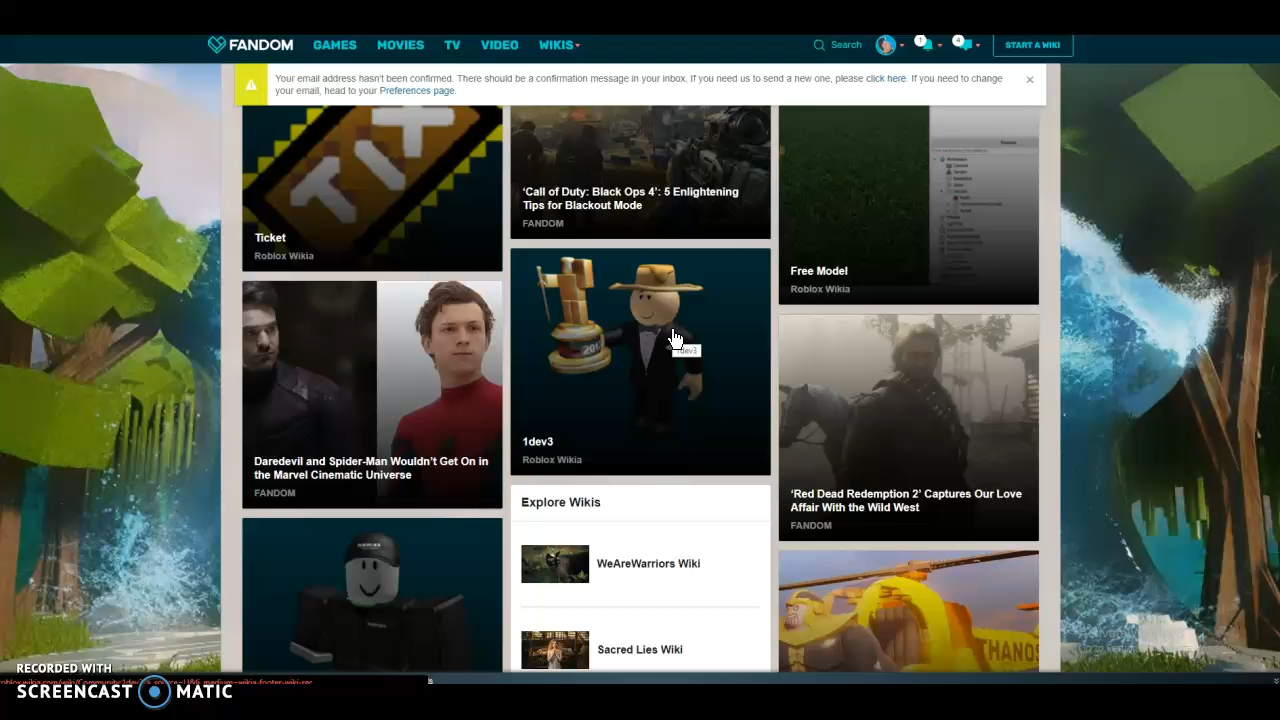 FANDOM GAMES MOVIES TV VIDEO WIKIS Search 1 4 START A WIKI
Your email address hasn't been confirmed. There should be a confirmation message in your inbox. If you need us to send a new one, please click here. If you need to change
your email, head to your Preferences page.
TIX
Ticket
Roblox Wikia
'Call of Duty: Black Ops 4': 5 Enlightening
Tips for Blackout Mode
FANDOM
Free Model
Roblox Wikia
Daredevil and Spider-Man Wouldn't Get On in
the Marvel Cinematic Universe
FANDOM
1dev3
1dev3
Roblox Wikia
'Red Dead Redemption 2' Captures Our Love
Affair With the Wild West
FANDOM
Explore Wikis
WeAreWarriors Wiki
Sacred Lies Wiki
THANOS
RECORDED WITH
SCREENCAST MATIC